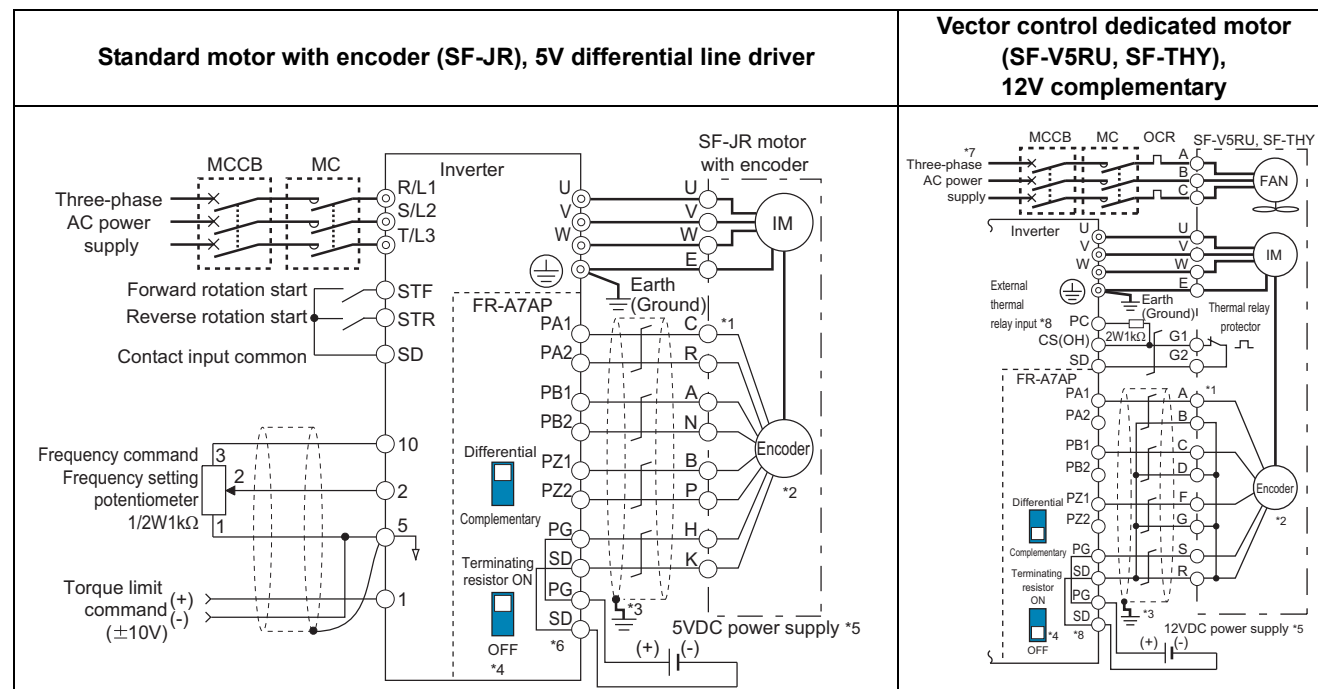 Standard motor with encoder (SF-JR), 5V differential line driver
Vector control dedicated motor
(SF-V5RU, SF-THY),
12V complementary
MCCB
MC
Three-phase
AC power
supply
Inverter
R/L1
S/L2
T/L3
U
V
W
U
V
W
E
SF-JR motor
with encoder
IM
Earth
(Ground)
Forward rotation start
Reverse rotation start
Contact input common
STF
STR
SD
FR-A7AP
PA1
PA2
PB1
PB2
PZ1
PZ2
PG
SD
PG
SD
C
R
A
N
B
P
H
K
*1
Encoder
*2
Differential
Complementary
Terminating
resistor ON
OFF
*4
*6
*3
5VDC power supply *5
(+)
(-)
Frequency command
Frequency setting
potentiometer
1/2W1kΩ
3
2
1
10
2
5
1
Torque limit
command
(±10V)
(+)
(-)
MCCB
MC
OCR
SF-V5RU, SF-THY
*7
Three-phase
AC power
supply
A
B
C
FAN
Inverter
U
V
W
U
V
W
E
IM
Earth
(Ground)
External
thermal
relay input *8
PC
CS(OH)
SD
2W1kΩ
G1
G2
Thermal relay
protector
FR-A7AP
PA1
PA2
PB1
PB2
PZ1
PZ2
PG
SD
PG
SD
A
B
C
D
F
G
S
R
*1
Encoder
*2
Differential
Complementary
Terminating
resistor
ON
OFF
*4
*8
*3
12VDC power supply *5
(+)
(-)